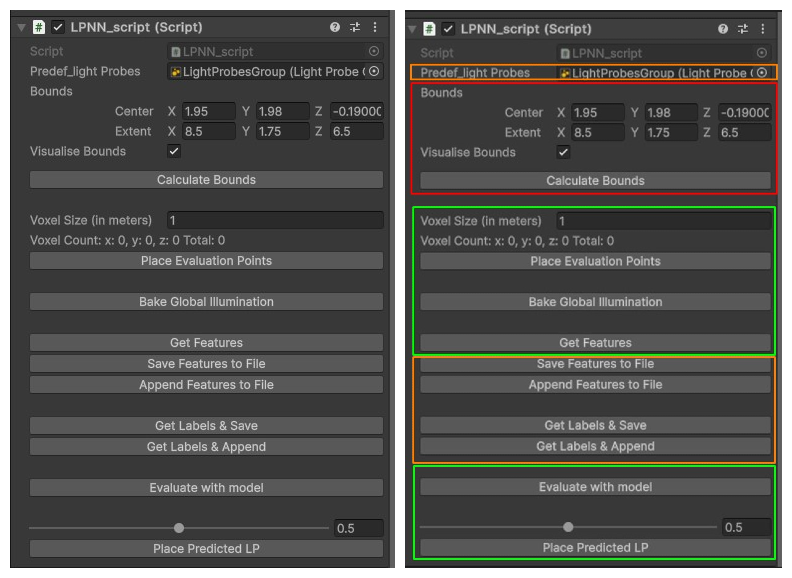 LPNN_script (Script)
Script LPNN_script
Predef_light Probes LightProbesGroup (Light Probe (
Bounds
Center X 1.95 Y 1.98 Z -0.1900
Extent X 8.5 Y 1.75 Z 6.5
Visualise Bounds
Calculate Bounds
Voxel Size (in meters) 1
Voxel Count: x: 0, y: 0, z: 0 Total: 0
Place Evaluation Points
Bake Global Illumination
Get Features
Save Features to File
Append Features to File
Get Labels & Save
Get Labels & Append
Evaluate with model
0.5
Place Predicted LP
LPNN_script (Script)
Script LPNN_script
Predef_light Probes LightProbesGroup (Light Probe (
Bounds
Center X 1.95 Y 1.98 Z -0.1900
Extent X 8.5 Y 1.75 Z 6.5
Visualise Bounds
Calculate Bounds
Voxel Size (in meters) 1
Voxel Count: x: 0, y: 0, z: 0 Total: 0
Place Evaluation Points
Bake Global Illumination
Get Features
Save Features to File
Append Features to File
Get Labels & Save
Get Labels & Append
Evaluate with model
0.5
Place Predicted LP